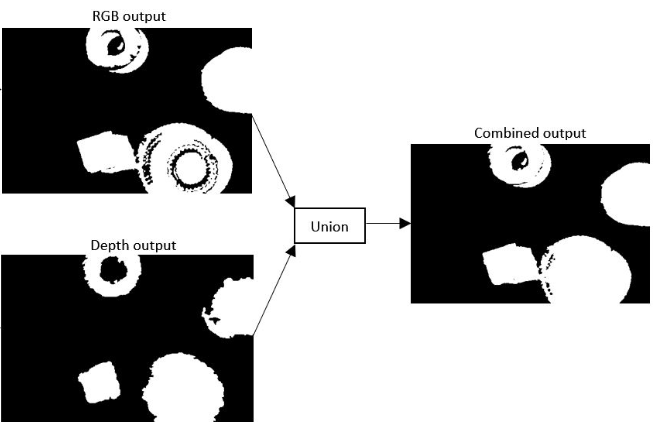 RGB output
Combined output
Union
Depth output